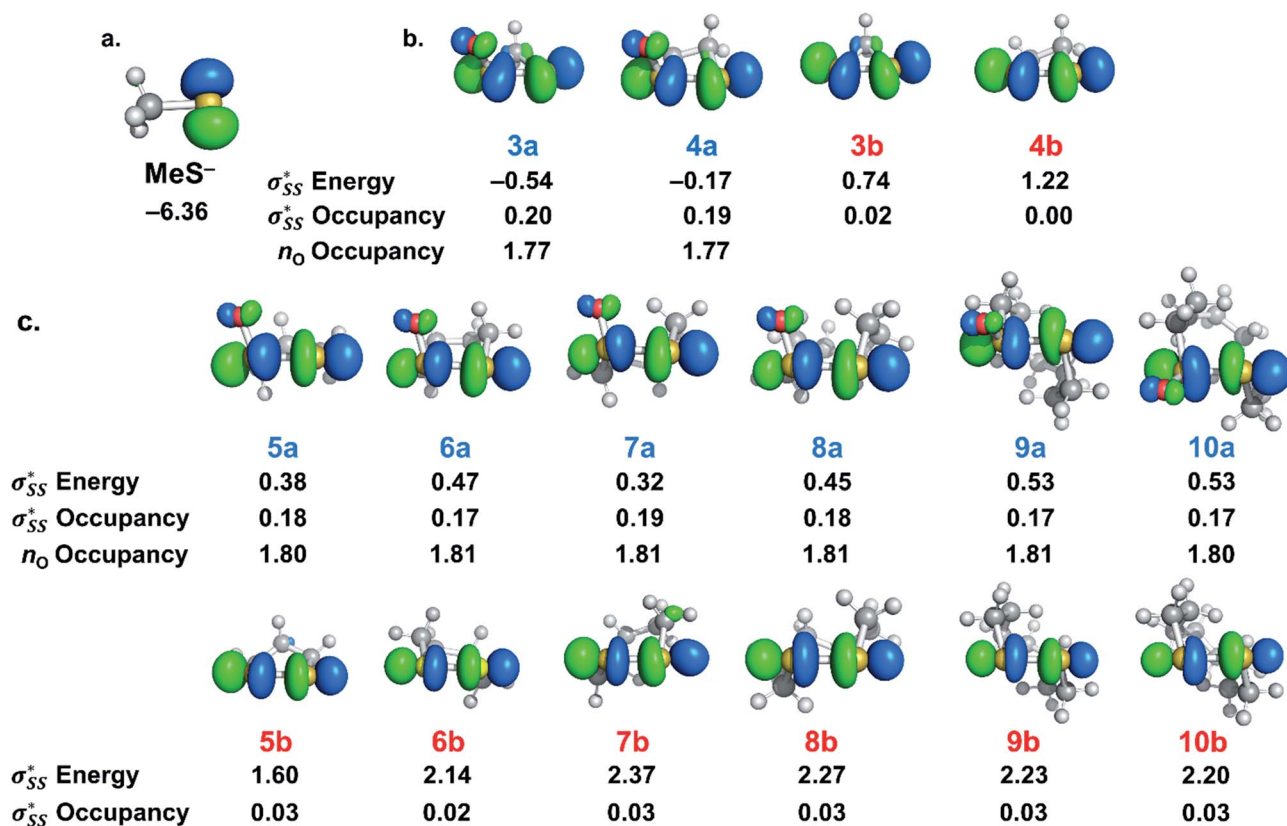 a.
b.
MeS⁻
−6.36
3a 4a 3b 4b
σ*SS Energy −0.54 −0.17 0.74 1.22
σ*SS Occupancy 0.20 0.19 0.02 0.00
nO Occupancy 1.77 1.77
c.
5a 6a 7a 8a 9a 10a
σ*SS Energy 0.38 0.47 0.32 0.45 0.53 0.53
σ*SS Occupancy 0.18 0.17 0.19 0.18 0.17 0.17
nO Occupancy 1.80 1.81 1.81 1.81 1.81 1.80
5b 6b 7b 8b 9b 10b
σ*SS Energy 1.60 2.14 2.37 2.27 2.23 2.20
σ*SS Occupancy 0.03 0.02 0.03 0.03 0.03 0.03